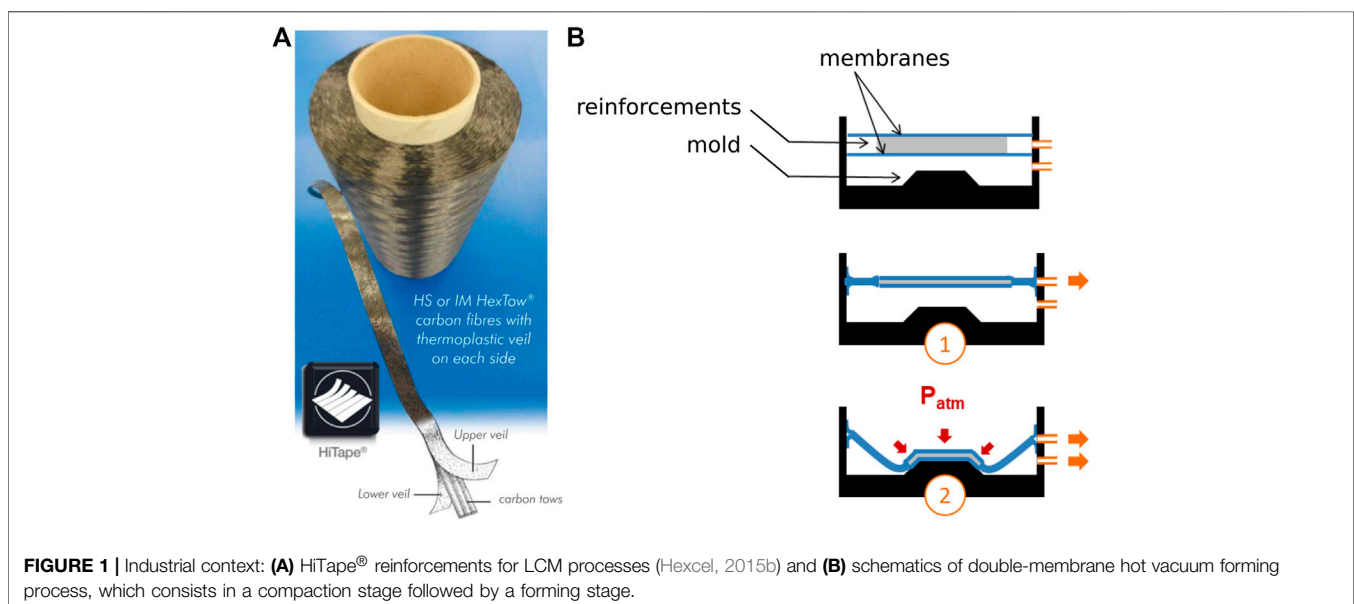 A
B
HS or IM HexTow®
carbon fibres with
thermoplastic veil
on each side
HiTape®
Upper veil
Lower veil
carbon tows
membranes
reinforcements
mold
1
Patm
2
FIGURE 1 | Industrial context: (A) HiTape® reinforcements for LCM processes (Hexcel, 2015b) and (B) schematics of double-membrane hot vacuum forming
process, which consists in a compaction stage followed by a forming stage.